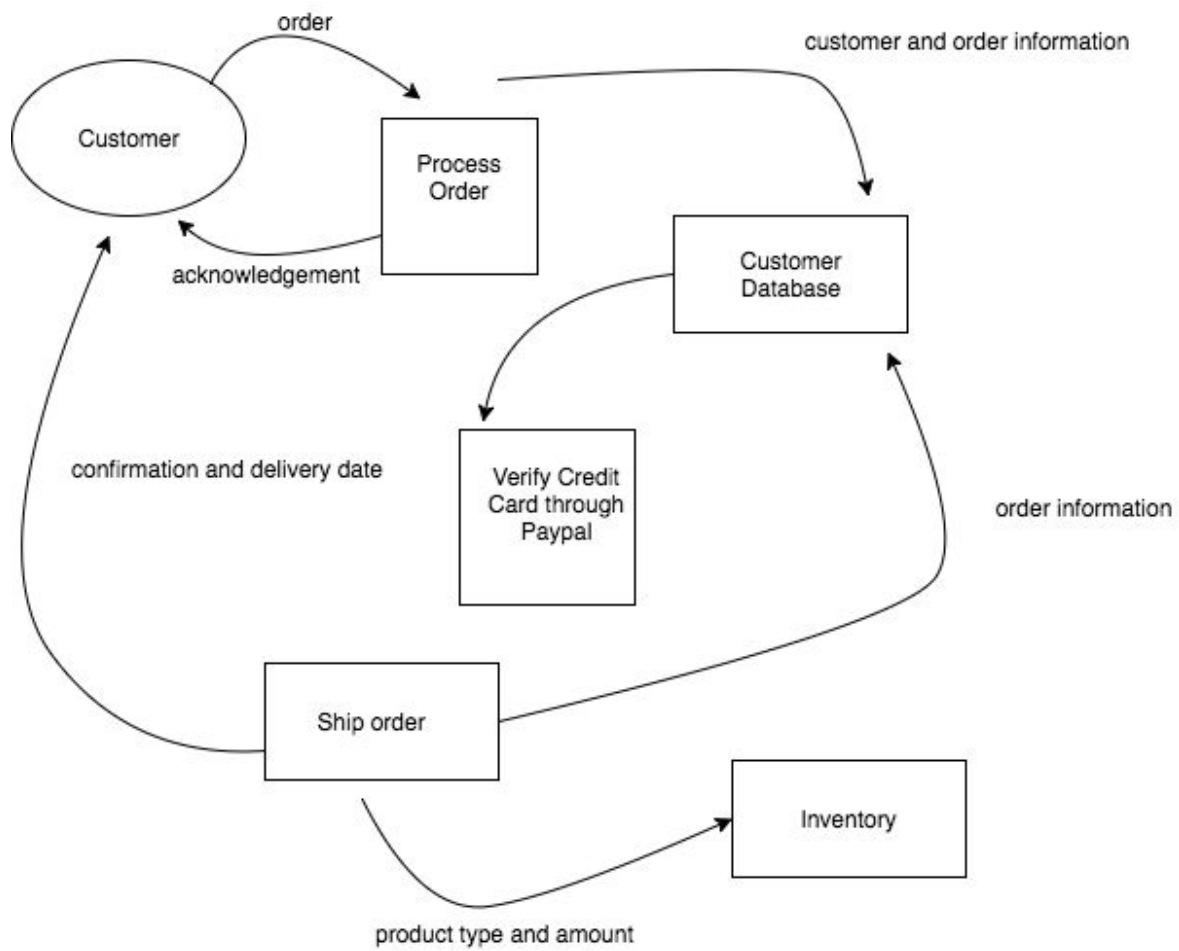 order
customer and order information
Customer
Process
Order
acknowledgement
Customer
Database
confirmation and delivery date
Verify Credit
Card through
Paypal
order information
Ship order
Inventory
product type and amount